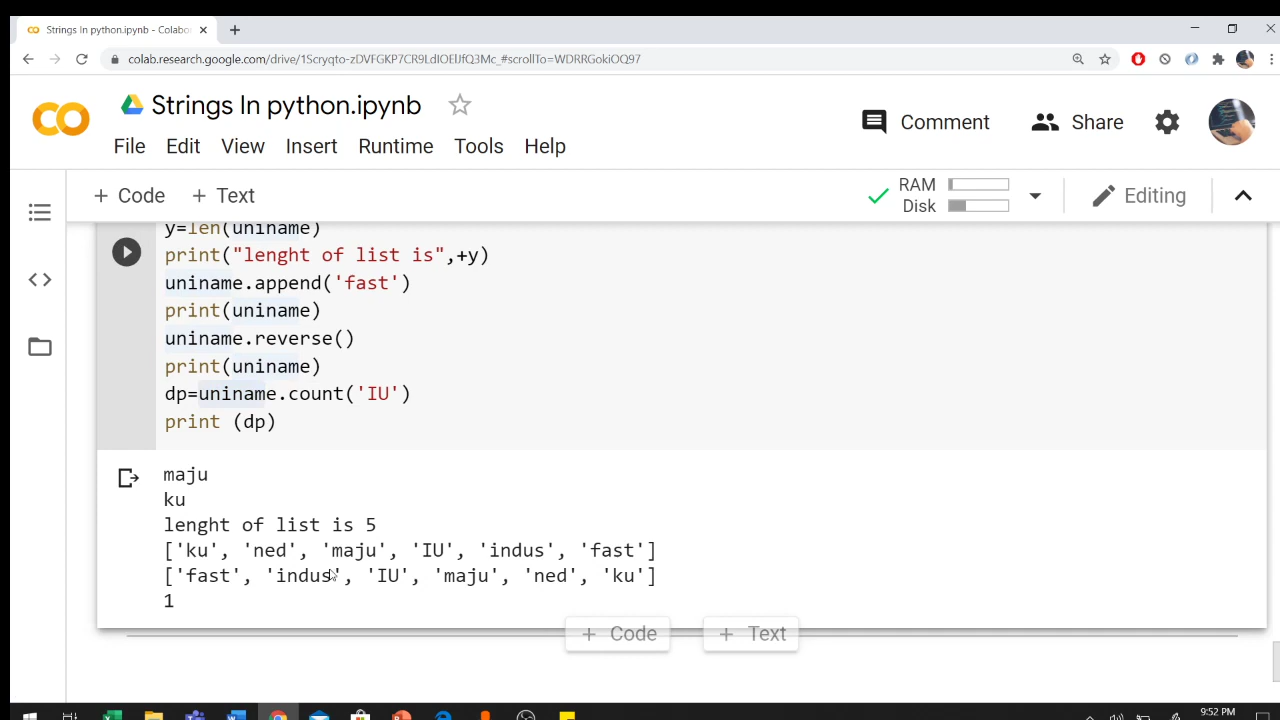 Strings In python.ipynb - Colabo
colab.research.google.com/drive/1Scryqto-zDVFGKP7CR9LdIOElJfQ3Mc_#scrollTo=WDRRGokiOQ97
Strings In python.ipynb
Comment
Share
File Edit View Insert Runtime Tools Help
+ Code + Text
RAM
Disk
Editing
y=len(uniname)
print("lenght of list is",+y)
uniname.append('fast')
print(uniname)
uniname.reverse()
print(uniname)
dp=uniname.count('IU')
print (dp)
maju
ku
lenght of list is 5
['ku', 'ned', 'maju', 'IU', 'indus', 'fast']
['fast', 'indus', 'IU', 'maju', 'ned', 'ku']
1
+ Code + Text
9:52 PM